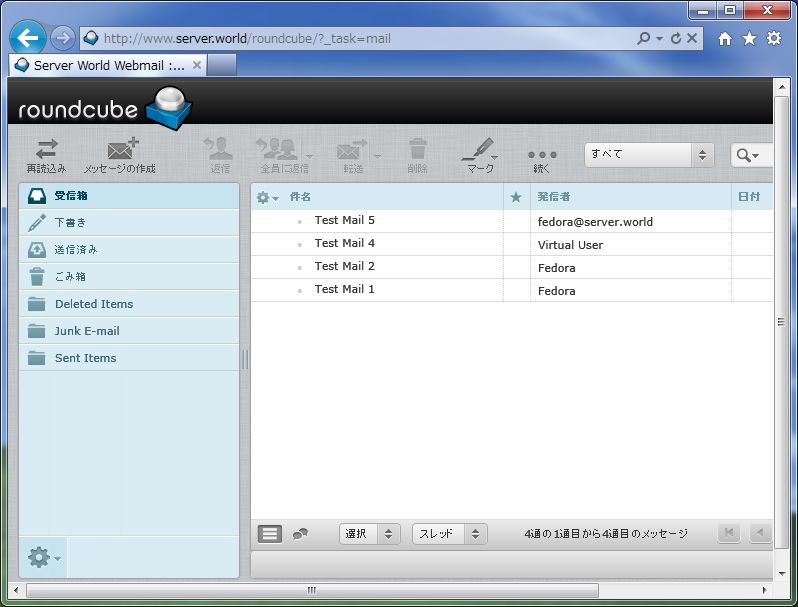 http://www.server.world/roundcube/?_task=mail
Server World Webmail :...
roundcube
再読込み メッセージの作成 返信 全員に返信 転送 削除 マーク 続く すべて
受信箱
下書き
送信済み
ごみ箱
Deleted Items
Junk E-mail
Sent Items
件名 ★ 発信者 日付
Test Mail 5 fedora@server.world
Test Mail 4 Virtual User
Test Mail 2 Fedora
Test Mail 1 Fedora
選択 スレッド 4通の1通目から4通目のメッセージ